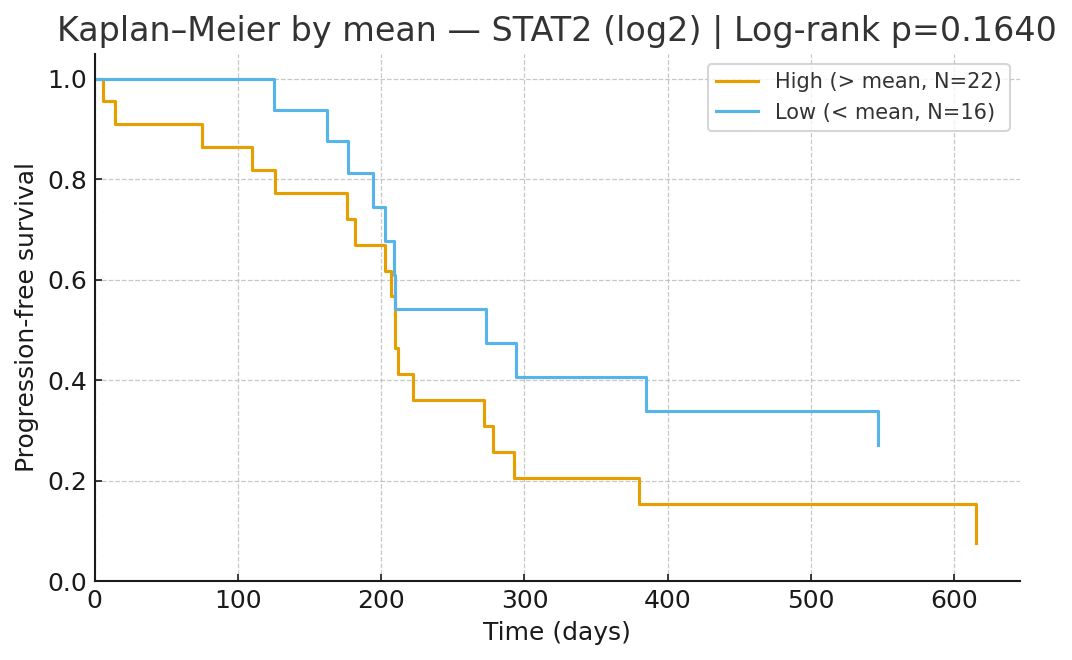 Kaplan–Meier by mean — STAT2 (log2) | Log-rank p=0.1640
High (> mean, N=22)
Low (< mean, N=16)
Progression-free survival
1.0
0.8
0.6
0.4
0.2
0.0
0 100 200 300 400 500 600
Time (days)